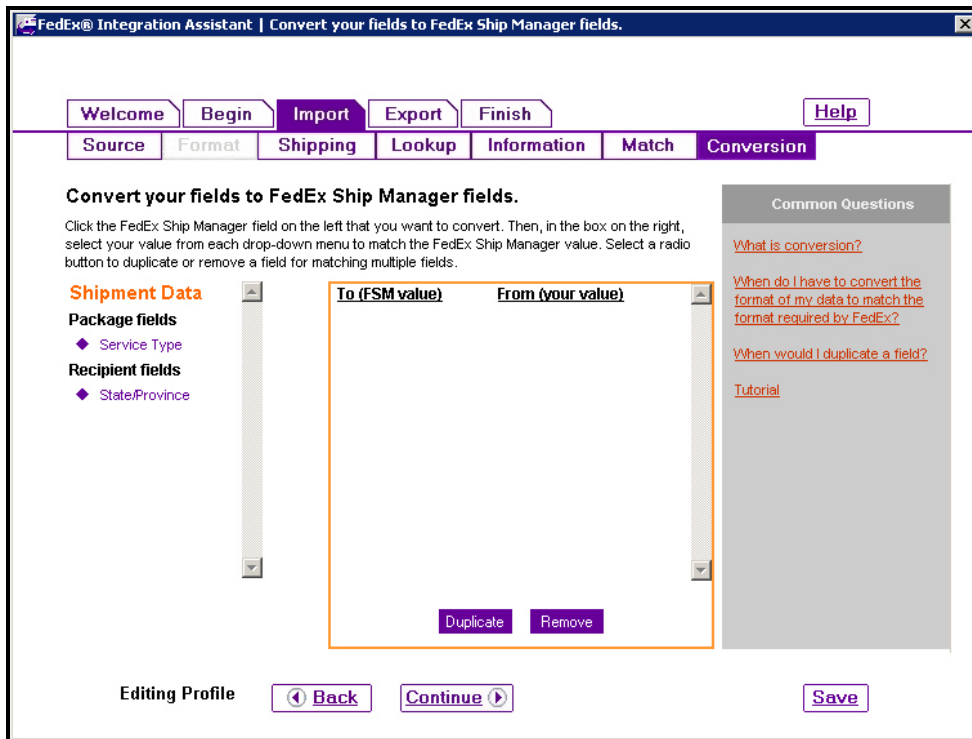 FedEx® Integration Assistant | Convert your fields to FedEx Ship Manager fields.
Welcome Begin Import Export Finish Help
Source Format Shipping Lookup Information Match Conversion
Convert your fields to FedEx Ship Manager fields.
Click the FedEx Ship Manager field on the left that you want to convert. Then, in the box on the right,
select your value from each drop-down menu to match the FedEx Ship Manager value. Select a radio
button to duplicate or remove a field for matching multiple fields.
Shipment Data
Package fields
Service Type
Recipient fields
State/Province
To (FSM value) From (your value)
Duplicate Remove
Common Questions
What is conversion?
When do I have to convert the
format of my data to match the
format required by FedEx?
When would I duplicate a field?
Tutorial
Editing Profile Back Continue Save